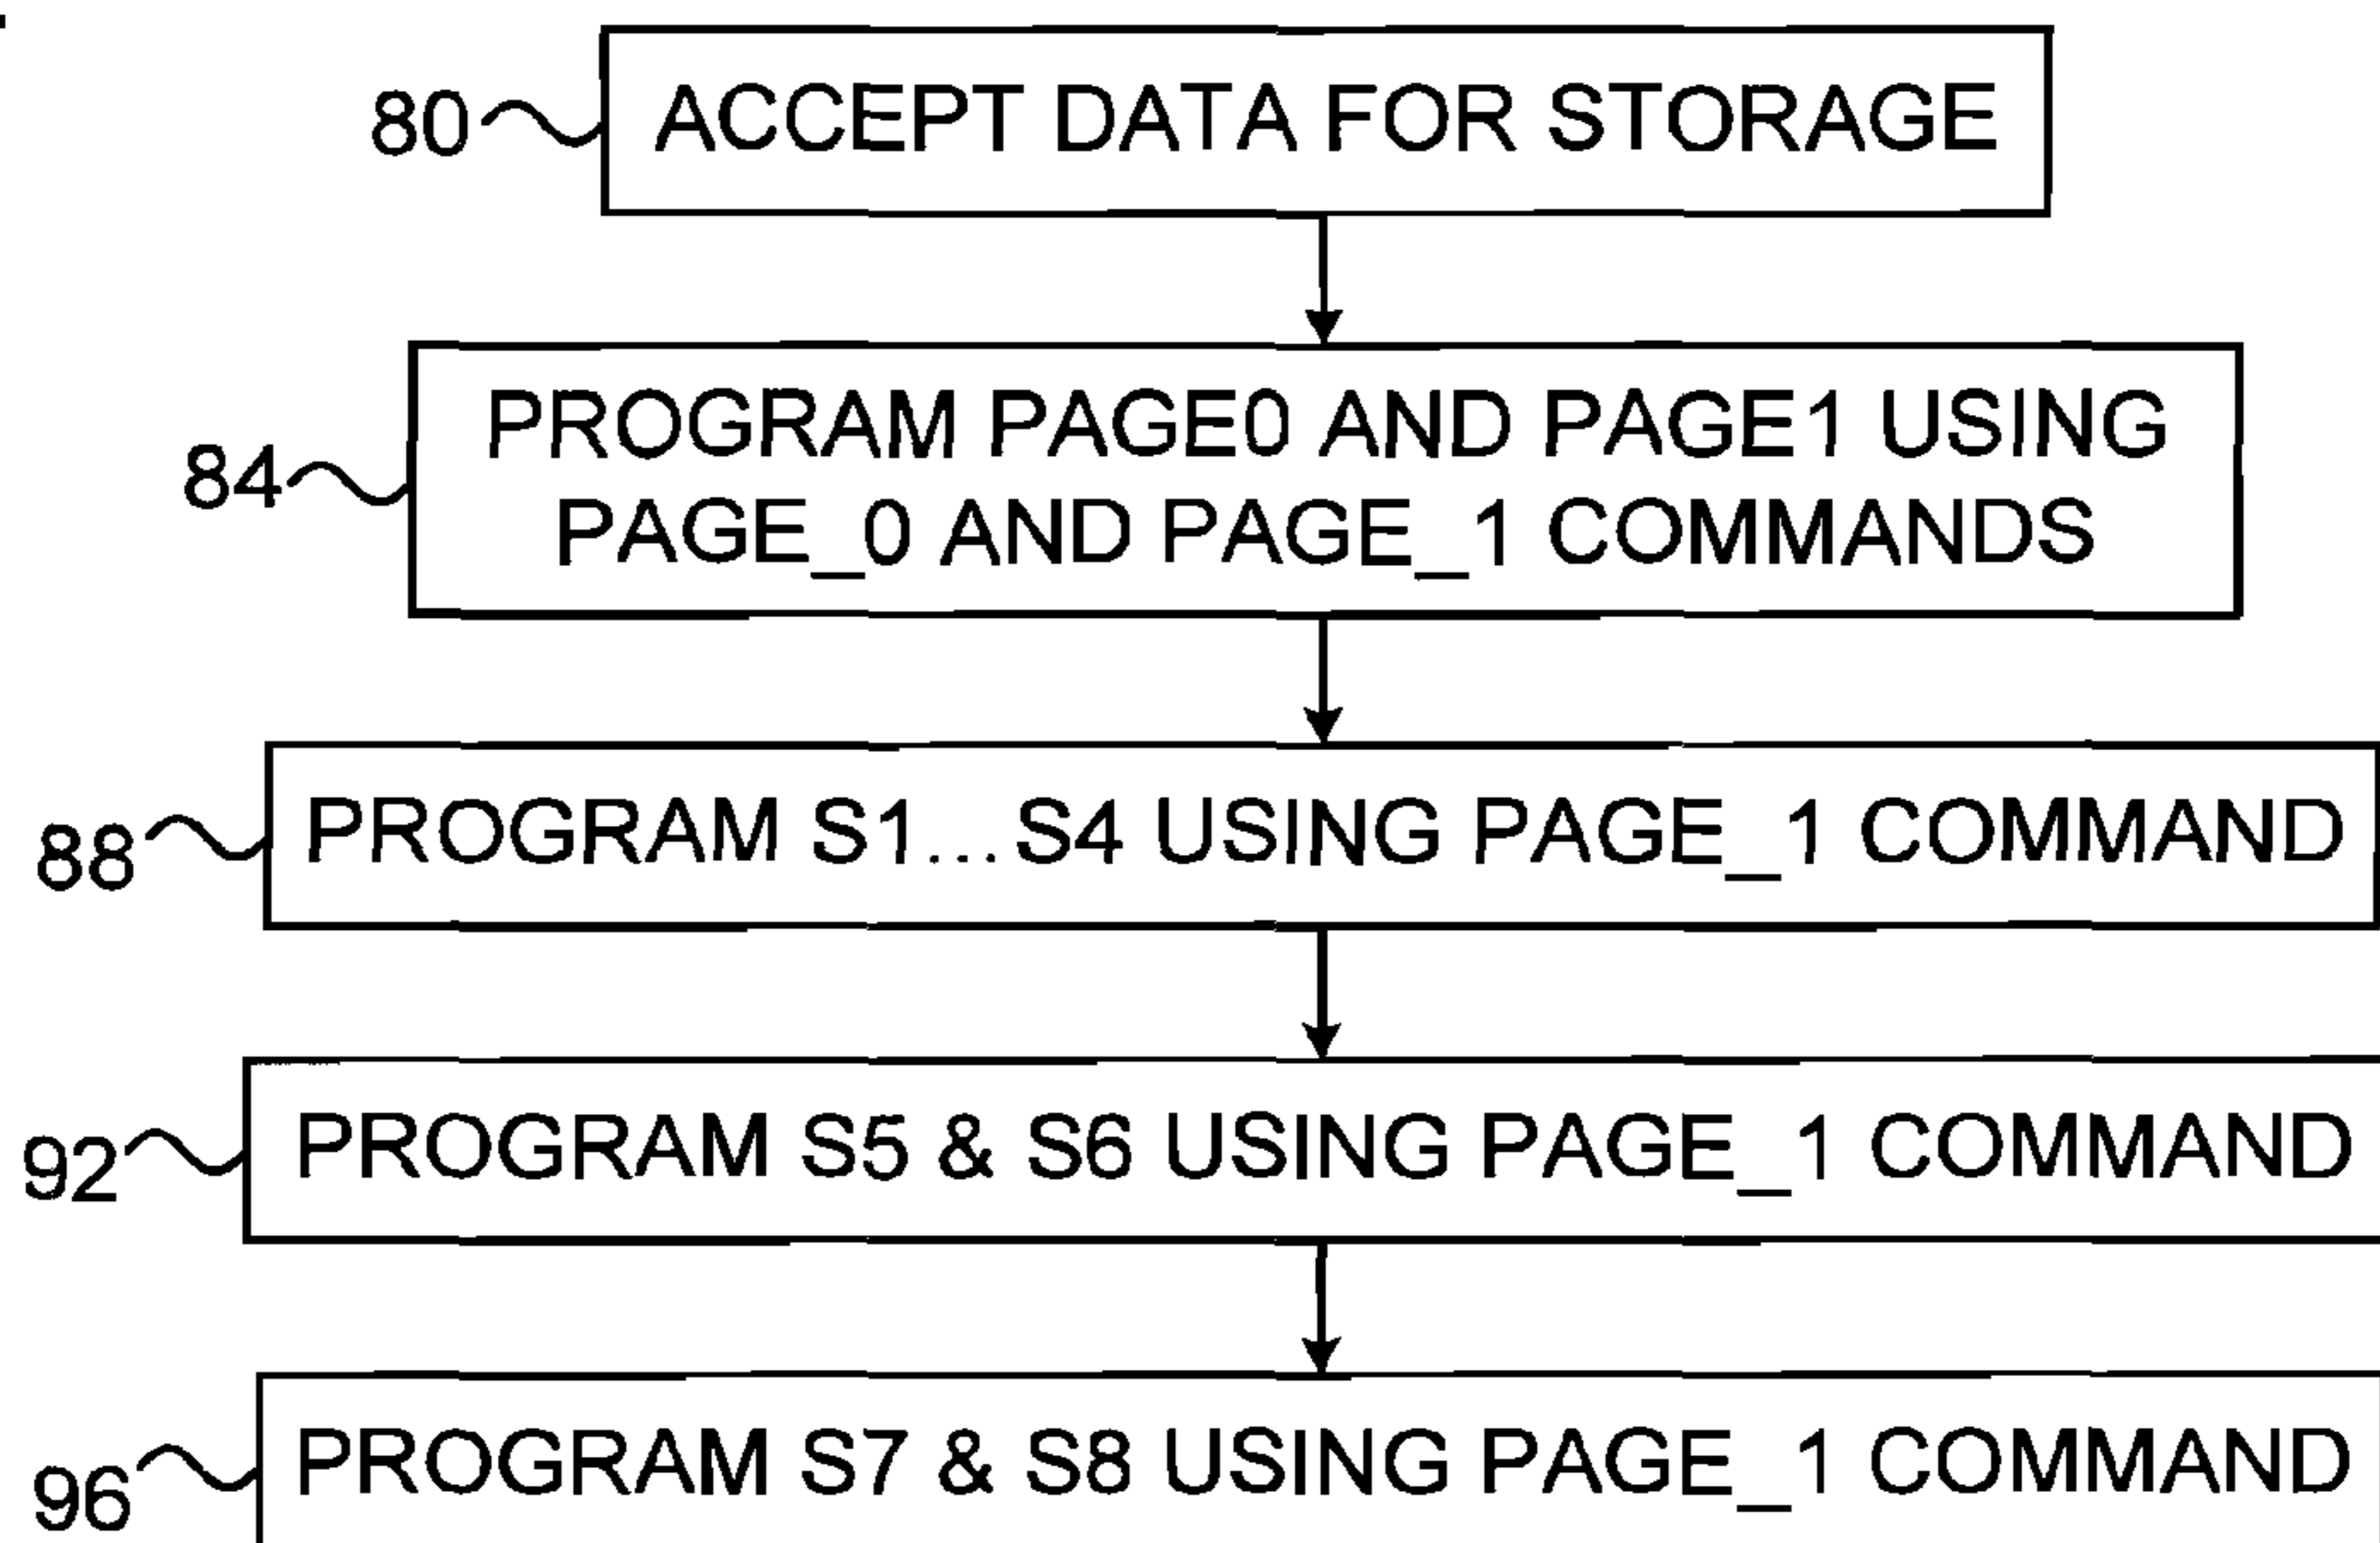 80 ACCEPT DATA FOR STORAGE
PROGRAM PAGE0 AND PAGE1 USING
84 PAGE_0 AND PAGE_1 COMMANDS
88 PROGRAM S1... S4 USING PAGE_1 COMMAND
92 PROGRAM S5 & S6 USING PAGE_1 COMMAND
96 PROGRAM S7 & S8 USING PAGE_1 COMMAND